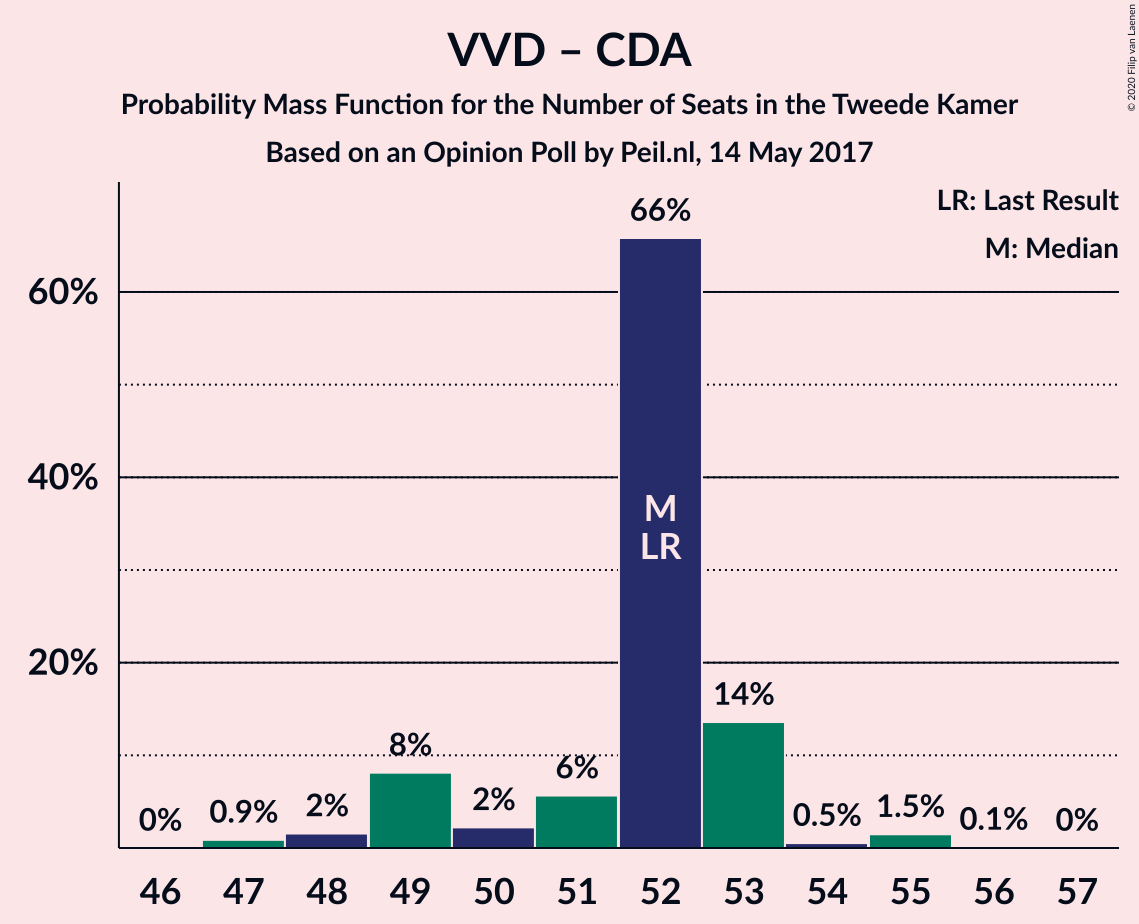 VVD – CDA
Probability Mass Function for the Number of Seats in the Tweede Kamer
Based on an Opinion Poll by Peil.nl, 14 May 2017
© 2020 Filip van Laenen
LR: Last Result
M: Median
60%
40%
20%
0%
0.9%
2%
8%
2%
6%
66%
14%
0.5%
1.5%
0.1%
0%
M
LR
46 47 48 49 50 51 52 53 54 55 56 57